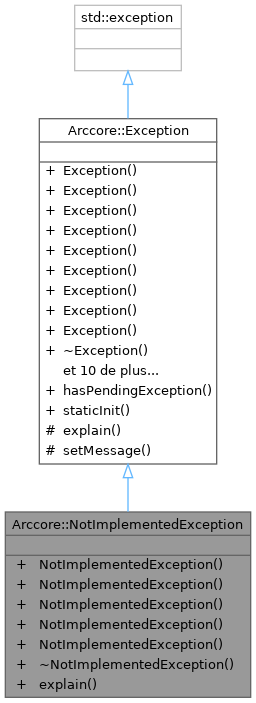 std::exception
Arccore::Exception
+ Exception()
+ Exception()
+ Exception()
+ Exception()
+ Exception()
+ Exception()
+ Exception()
+ Exception()
+ Exception()
+ ~Exception()
et 10 de plus...
+ hasPendingException()
+ staticInit()
# explain()
# setMessage()
Arccore::NotImplementedException
+ NotImplementedException()
+ NotImplementedException()
+ NotImplementedException()
+ NotImplementedException()
+ NotImplementedException()
+ ~NotImplementedException()
+ explain()